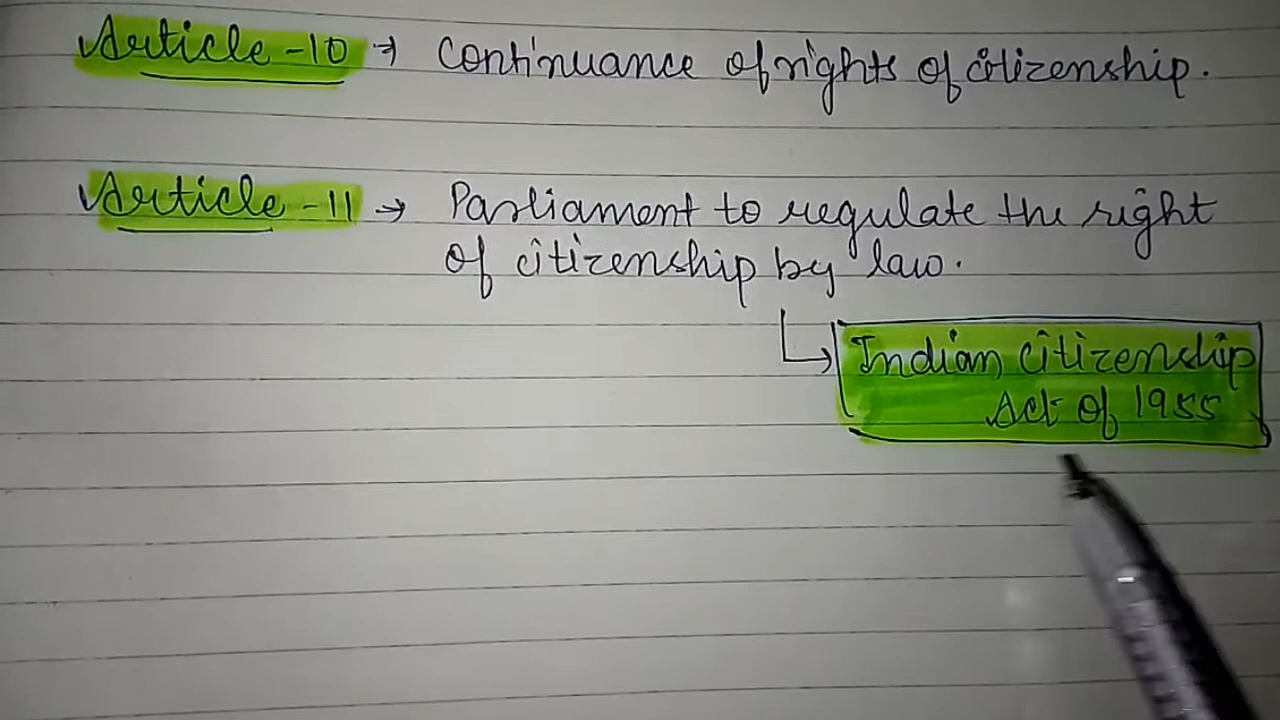 Article - 10 → Continuance of rights of citizenship.
Article - 11 → Parliament to regulate the right
of citizenship by law.
Indian citizenship
Act of 1955